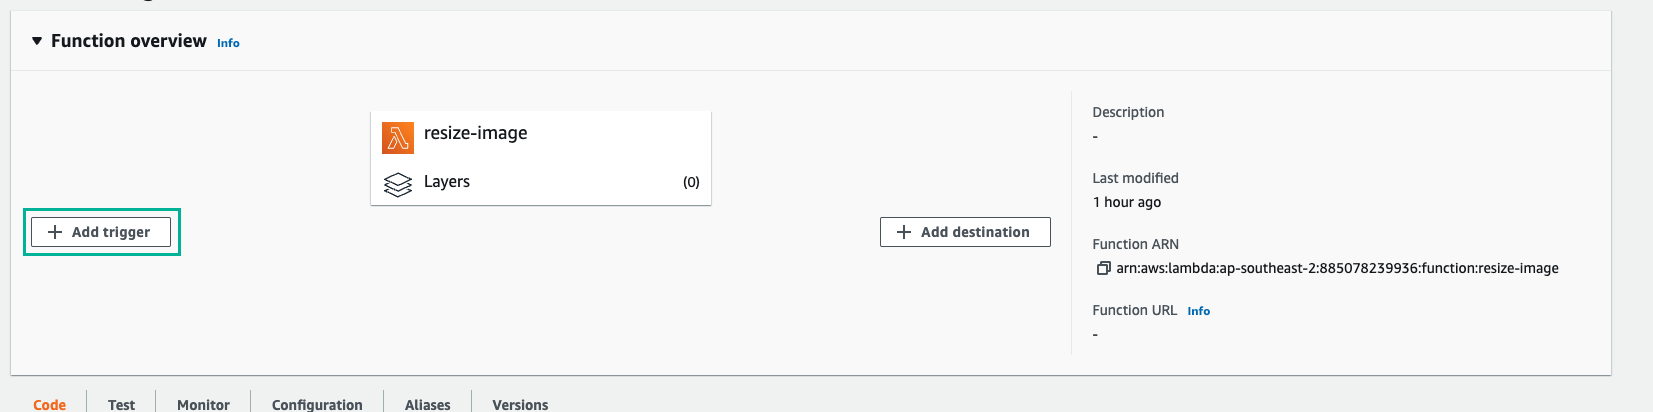 Function overview Info
resize-image
Layers (0)
Add trigger
Add destination
Description
-
Last modified
1 hour ago
Function ARN
arn:aws:lambda:ap-southeast-2:885078239936:function:resize-image
Function URL Info
-
Code Test Monitor Configuration Aliases Versions